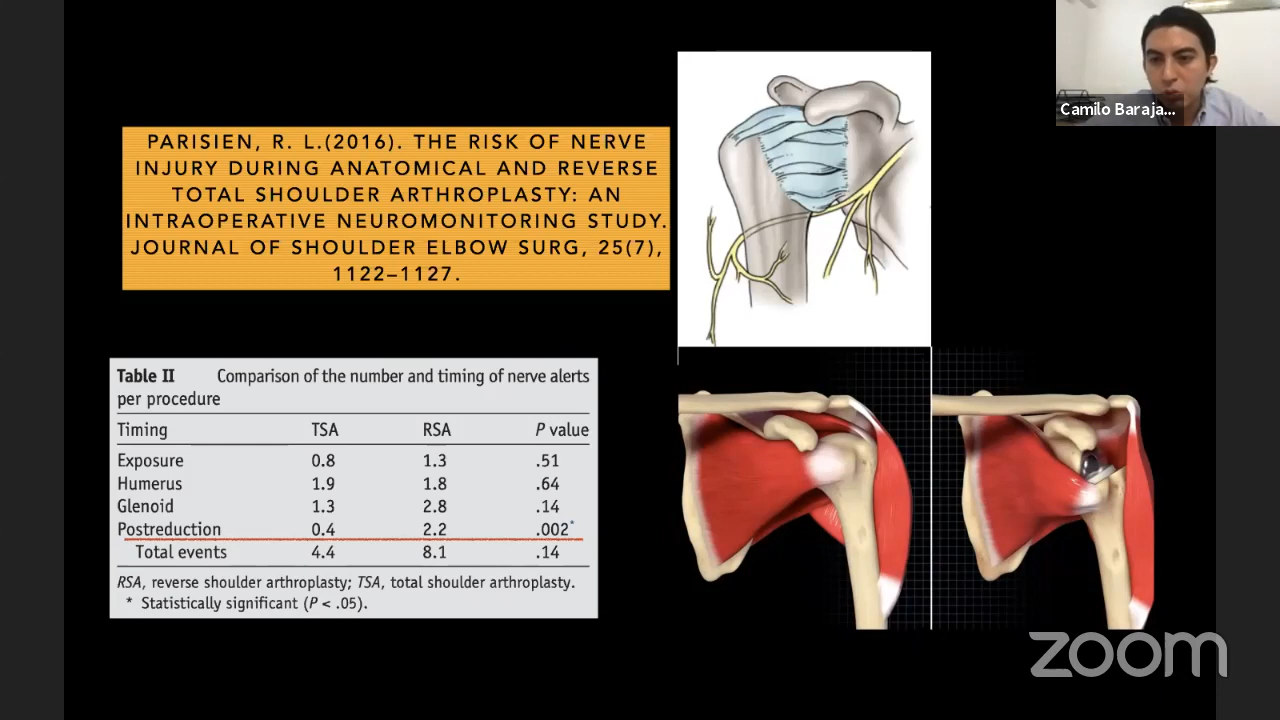 PARISIEN, R. L.(2016). THE RISK OF NERVE
INJURY DURING ANATOMICAL AND REVERSE
TOTAL SHOULDER ARTHROPLASTY: AN
INTRAOPERATIVE NEUROMONITORING STUDY.
JOURNAL OF SHOULDER ELBOW SURG, 25(7),
1122–1127.
Camilo Baraja...
Table II Comparison of the number and timing of nerve alerts
per procedure
Timing TSA RSA P value
Exposure 0.8 1.3 .51
Humerus 1.9 1.8 .64
Glenoid 1.3 2.8 .14
Postreduction 0.4 2.2 .002*
Total events 4.4 8.1 .14
RSA, reverse shoulder arthroplasty; TSA, total shoulder arthroplasty.
* Statistically significant (P < .05).
zoom